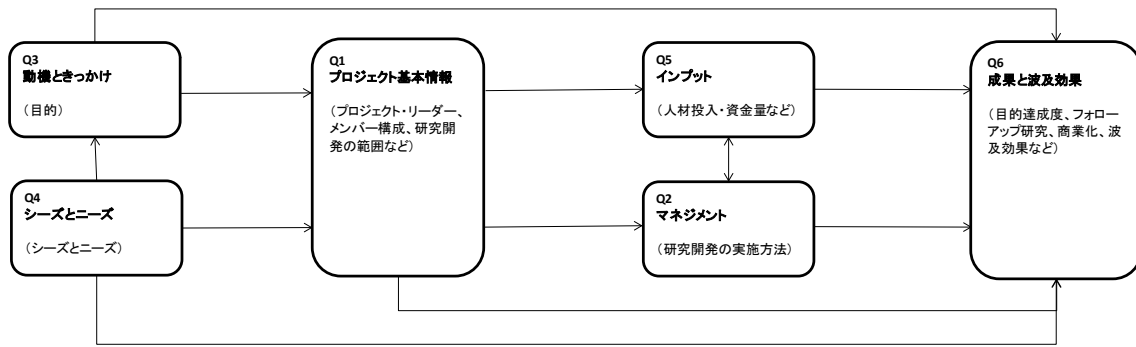 Q3
動機ときっかけ
（目的）
Q4
シーズとニーズ
（シーズとニーズ）
Q1
プロジェクト基本情報
（プロジェクト・リーダー、
メンバー構成、研究開
発の範囲など）
Q5
インプット
（人材投入・資金量など）
Q2
マネジメント
（研究開発の実施方法）
Q6
成果と波及効果
（目的達成度、フォロー
アップ研究、商業化、波
及効果など）